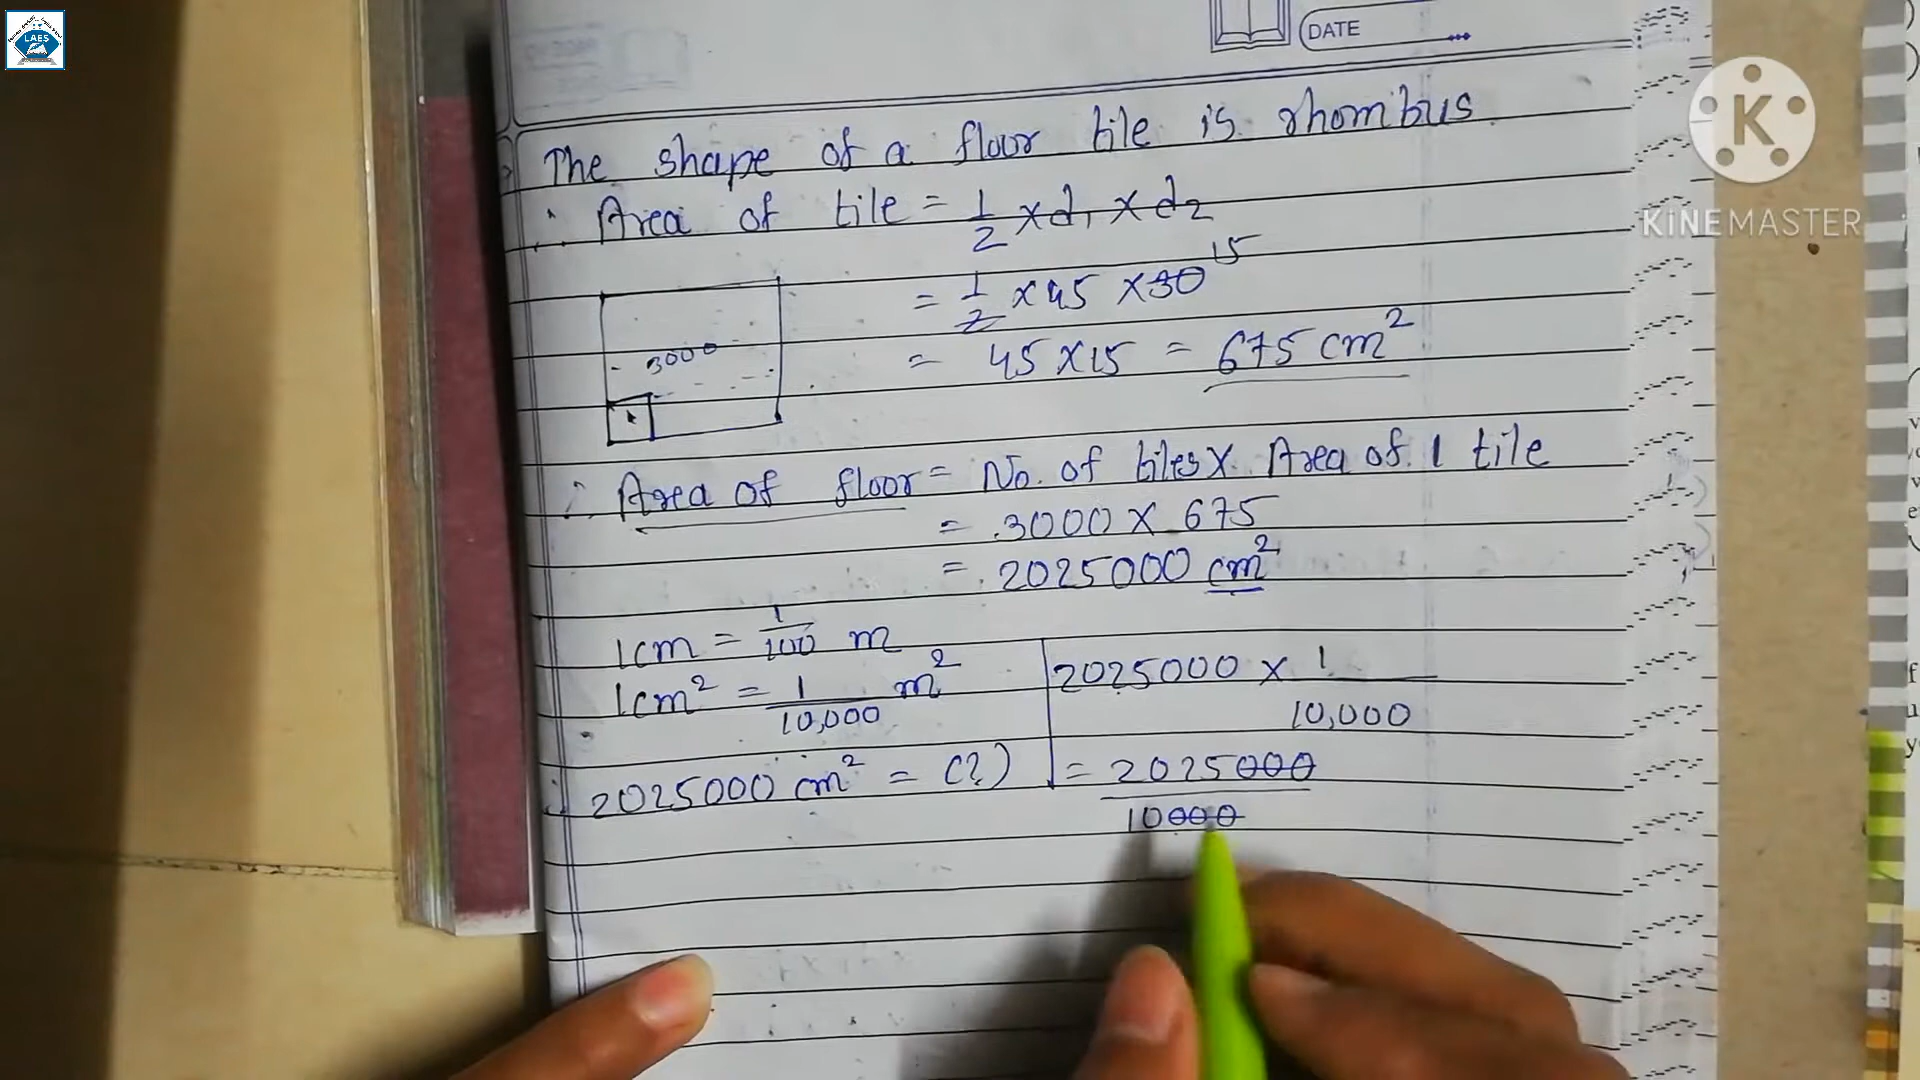 LAES
DATE
KINEMASTER
The shape of a floor tile is rhombus.
∴ Area of tile = 1/2 x d1 x d2
= 1/2 x 45 x 30 15
= 45 x 15 = 675 cm²
3000
∴ Area of floor = No. of tiles x Area of 1 tile
= 3000 x 675
= 2025000 cm²
1cm = 1/100 m
1cm² = 1/10,000 m²
2025000 x 1/10,000
∴ 2025000 cm² = (?)
= 2025000/10000